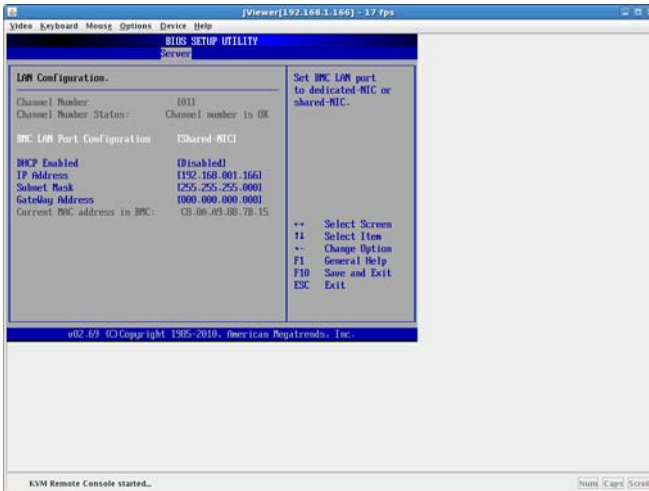 JViewer[192.168.1.166] - 17 fps
Video Keyboard Mouse Options Device Help
BIOS SETUP UTILITY
Server
LAN Configuration.
Set BMC LAN port
to dedicated-NIC or
shared-NIC.
Channel Number [01]
Channel Number Status: Channel number is OK
BMC LAN Port Configuration [Shared-NIC]
DHCP Enabled [Disabled]
IP Address [192.168.001.166]
Subnet Mask [255.255.255.000]
GateWay Address [000.000.000.000]
Current MAC address in BMC:
↔ Select Screen
↑↓ Select Item
+- Change Option
F1 General Help
F10 Save and Exit
ESC Exit
v02.69 (C)Copyright 1985-2010, American Megatrends, Inc.
KVM Remote Console started...
Num Caps Scroll